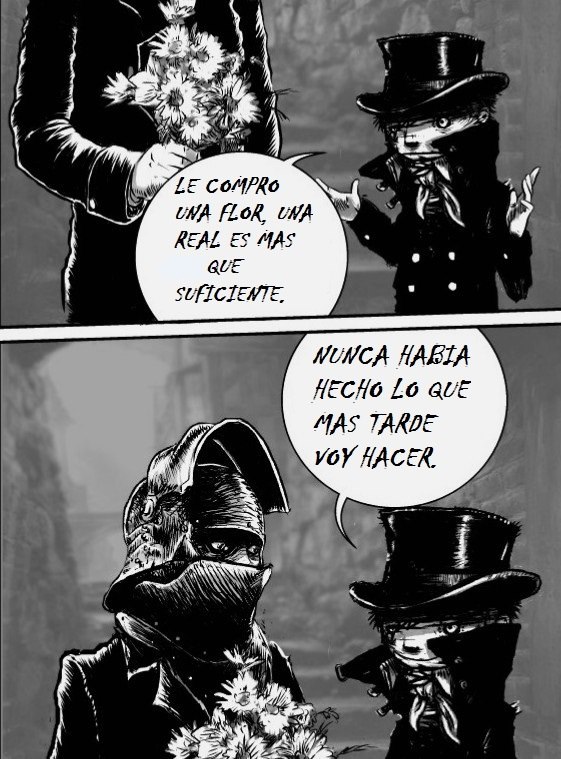 LE COMPRO
UNA FLOR, UNA
REAL ES MAS
QUE
SUFICIENTE.
NUNCA HABIA
HECHO LO QUE
MAS TARDE
VOY HACER.